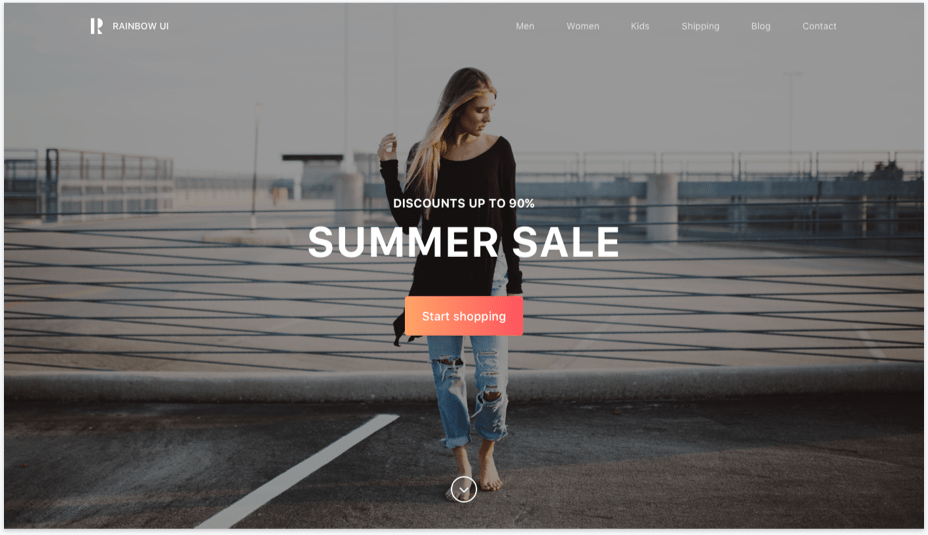 RAINBOW UI
Men
Women
Kids
Shipping
Blog
Contact
DISCOUNTS UP TO 90%
SUMMER SALE
Start shopping